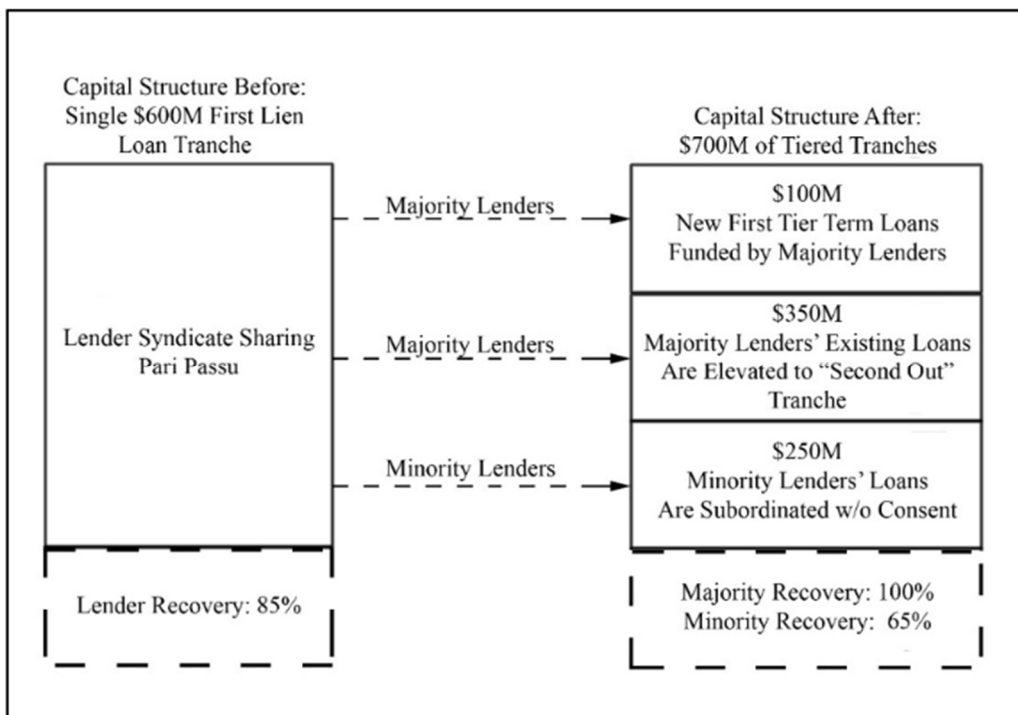 Capital Structure Before:
Single $600M First Lien
Loan Tranche
Lender Syndicate Sharing
Pari Passu
Lender Recovery: 85%
Majority Lenders
Majority Lenders
Minority Lenders
Capital Structure After:
$700M of Tiered Tranches
$100M
New First Tier Term Loans
Funded by Majority Lenders
$350M
Majority Lenders’ Existing Loans
Are Elevated to “Second Out”
Tranche
$250M
Minority Lenders’ Loans
Are Subordinated w/o Consent
Majority Recovery: 100%
Minority Recovery: 65%